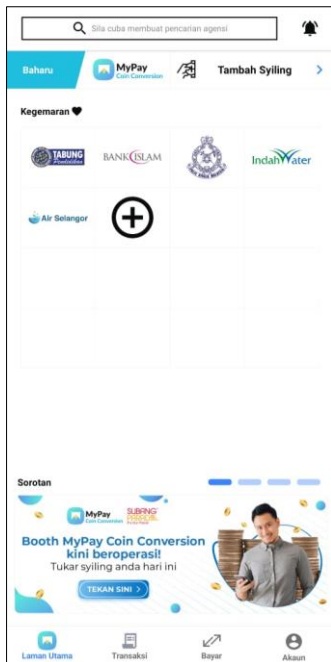 Sila cuba membuat pencarian agensi
Baharu
MyPay
Coin Conversion
Tambah Syiling
Kegemaran
TABUNG
Pendidikan
BANK ISLAM
IndahWater
Air Selangor
Sorotan
MyPay
Coin Conversion
SUBANG
PARADE
Booth MyPay Coin Conversion
kini beroperasi!
Tukar syiling anda hari ini
TEKAN SINI
Laman Utama
Transaksi
Bayar
Akaun